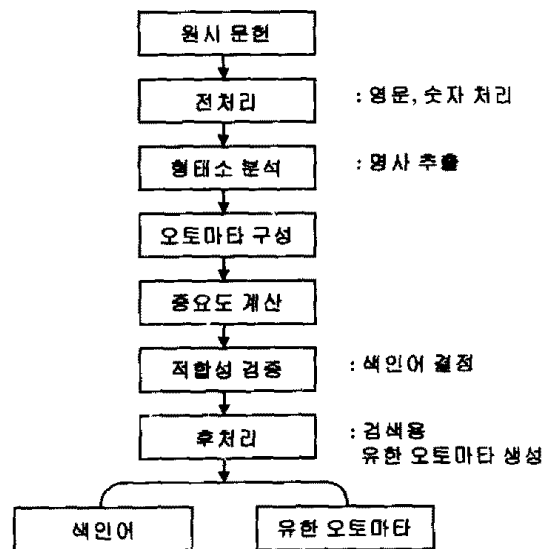 원시 문헌
전처리
: 영문, 숫자 처리
형태소 분석
: 명사 추출
오토마타 구성
중요도 계산
적합성 검증
: 색인어 결정
후처리
: 검색용
유한 오토마타 생성
색인어
유한 오토마타